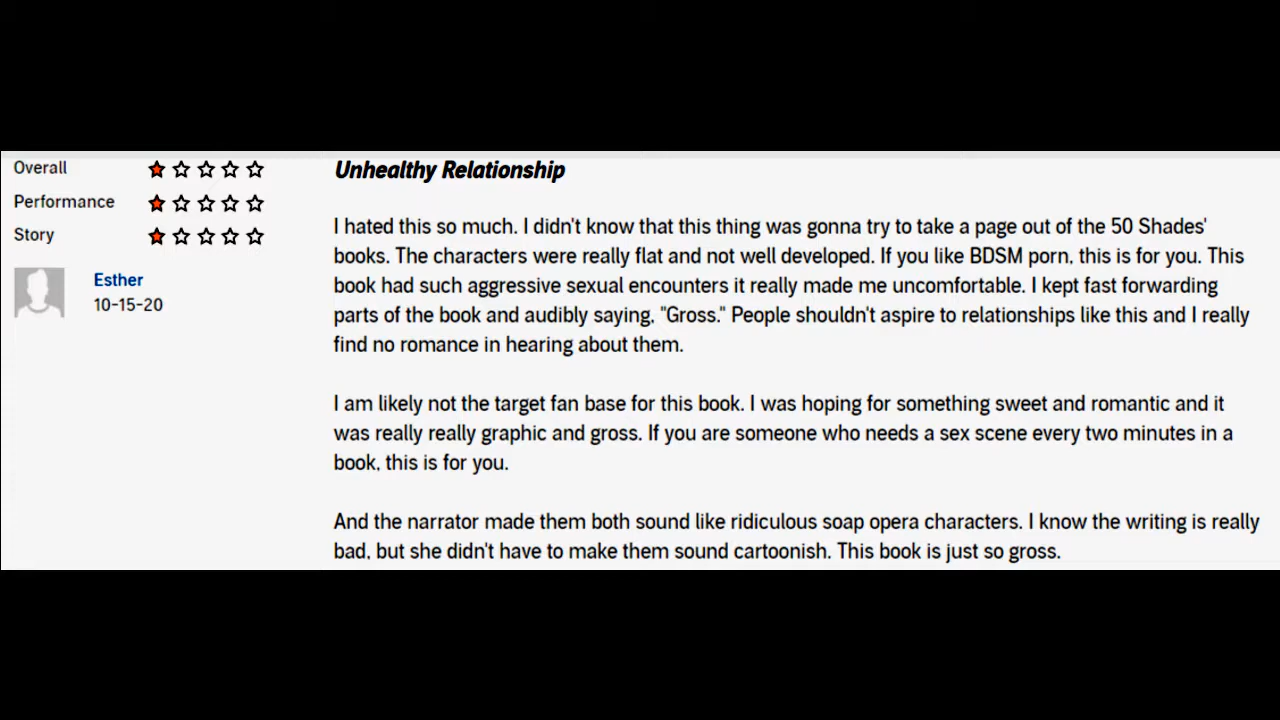 Overall
Performance
Story
Esther
10-15-20
Unhealthy Relationship
I hated this so much. I didn't know that this thing was gonna try to take a page out of the 50 Shades'
books. The characters were really flat and not well developed. If you like BDSM porn, this is for you. This
book had such aggressive sexual encounters it really made me uncomfortable. I kept fast forwarding
parts of the book and audibly saying, "Gross." People shouldn't aspire to relationships like this and I really
find no romance in hearing about them.
I am likely not the target fan base for this book. I was hoping for something sweet and romantic and it
was really really graphic and gross. If you are someone who needs a sex scene every two minutes in a
book, this is for you.
And the narrator made them both sound like ridiculous soap opera characters. I know the writing is really
bad, but she didn't have to make them sound cartoonish. This book is just so gross.